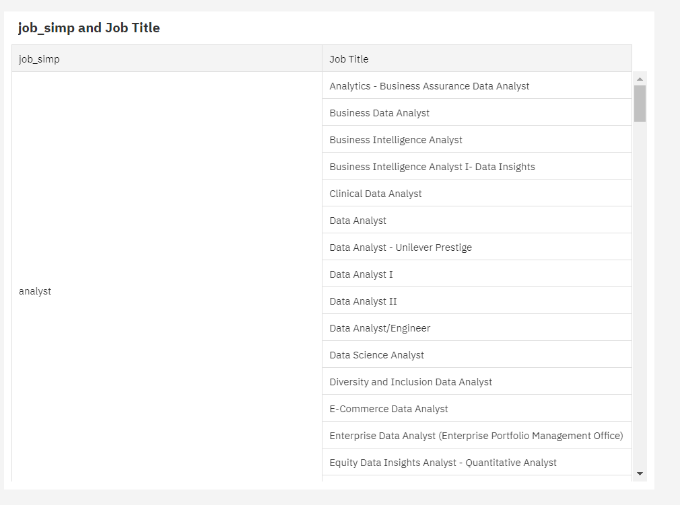 job_simp and Job Title
job_simp Job Title
Analytics - Business Assurance Data Analyst
Business Data Analyst
Business Intelligence Analyst
Business Intelligence Analyst I- Data Insights
Clinical Data Analyst
Data Analyst
Data Analyst - Unilever Prestige
Data Analyst I
analyst
Data Analyst II
Data Analyst/Engineer
Data Science Analyst
Diversity and Inclusion Data Analyst
E-Commerce Data Analyst
Enterprise Data Analyst (Enterprise Portfolio Management Office)
Equity Data Insights Analyst - Quantitative Analyst